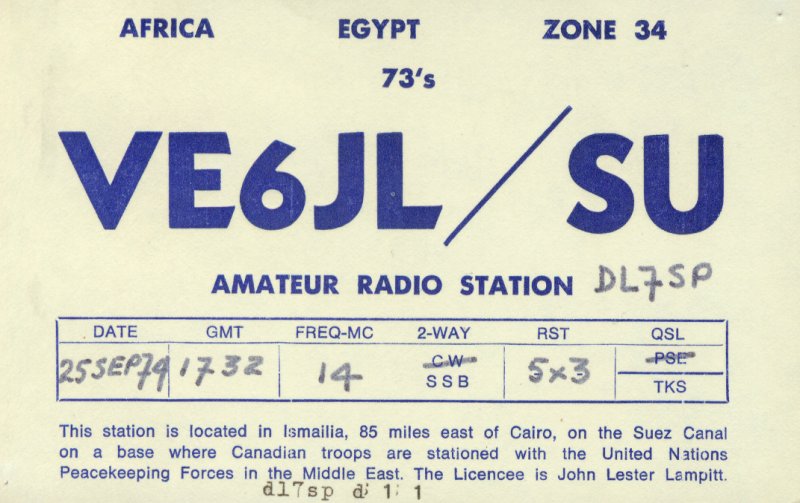 AFRICA EGYPT ZONE 34
73's
VE6JL/SU
AMATEUR RADIO STATION DL7SP
DATE GMT FREQ-MC 2-WAY RST QSL
25SEP74 1732 14 CW SSB 5x3 PSE TKS
This station is located in Ismailia, 85 miles east of Cairo, on the Suez Canal
on a base where Canadian troops are stationed with the United Nations
Peacekeeping Forces in the Middle East. The Licencee is John Lester Lampitt.
dl7sp